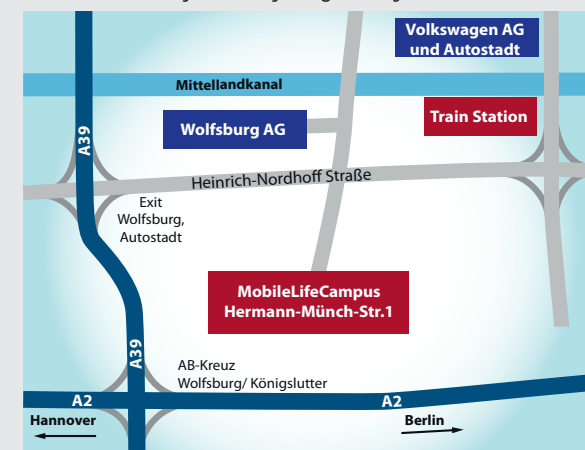 Volkswagen AG
und Autostadt
Mittellandkanal
Train Station
Wolfsburg AG
A39
Heinrich-Nordhoff Straße
Exit
Wolfsburg,
Autostadt
MobileLifeCampus
Hermann-Münch-Str.1
A39
AB-Kreuz
Wolfsburg/ Königslutter
A2
A2
Hannover
Berlin